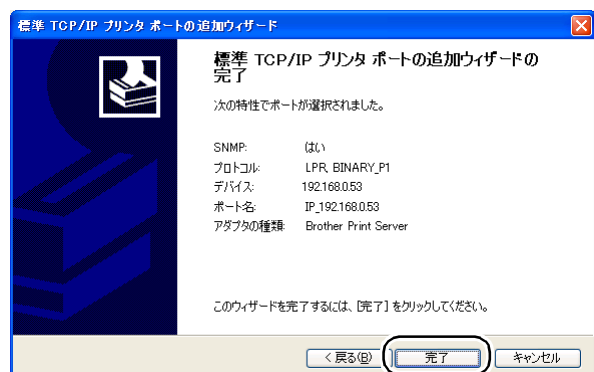 標準 TCP/IP プリンタ ポートの追加ウィザード
標準 TCP/IP プリンタ ポートの追加ウィザードの
完了
次の特性でポートが選択されました。
SNMP: はい
プロトコル: LPR, BINARY_P1
デバイス: 192.168.0.53
ポート名: IP_192.168.0.53
アダプタの種類: Brother Print Server
このウィザードを完了するには、[完了] をクリックしてください。
< 戻る(B) 完了 キャンセル